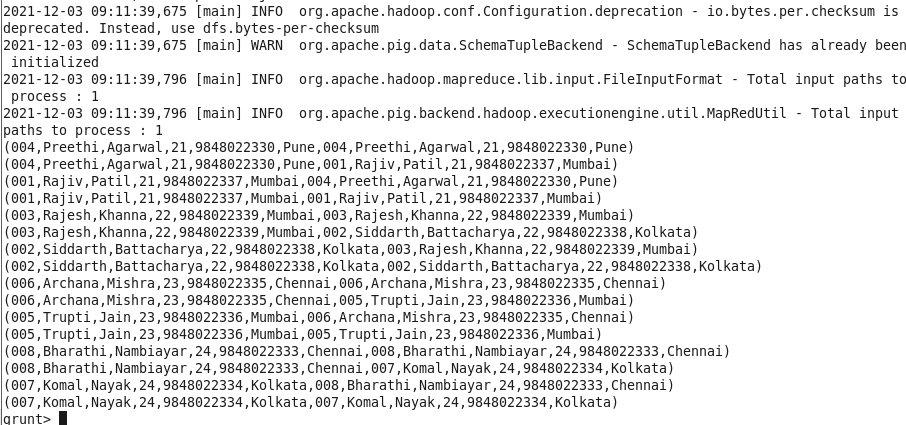 2021-12-03 09:11:39,675 [main] INFO  org.apache.hadoop.conf.Configuration.deprecation - io.bytes.per.checksum is
deprecated. Instead, use dfs.bytes-per-checksum
2021-12-03 09:11:39,675 [main] WARN  org.apache.pig.data.SchemaTupleBackend - SchemaTupleBackend has already been
 initialized
2021-12-03 09:11:39,796 [main] INFO  org.apache.hadoop.mapreduce.lib.input.FileInputFormat - Total input paths to
 process : 1
2021-12-03 09:11:39,796 [main] INFO  org.apache.pig.backend.hadoop.executionengine.util.MapRedUtil - Total input
paths to process : 1
(004,Preethi,Agarwal,21,9848022330,Pune,004,Preethi,Agarwal,21,9848022330,Pune)
(004,Preethi,Agarwal,21,9848022330,Pune,001,Rajiv,Patil,21,9848022337,Mumbai)
(001,Rajiv,Patil,21,9848022337,Mumbai,004,Preethi,Agarwal,21,9848022330,Pune)
(001,Rajiv,Patil,21,9848022337,Mumbai,001,Rajiv,Patil,21,9848022337,Mumbai)
(003,Rajesh,Khanna,22,9848022339,Mumbai,003,Rajesh,Khanna,22,9848022339,Mumbai)
(003,Rajesh,Khanna,22,9848022339,Mumbai,002,Siddarth,Battacharya,22,9848022338,Kolkata)
(002,Siddarth,Battacharya,22,9848022338,Kolkata,003,Rajesh,Khanna,22,9848022339,Mumbai)
(002,Siddarth,Battacharya,22,9848022338,Kolkata,002,Siddarth,Battacharya,22,9848022338,Kolkata)
(006,Archana,Mishra,23,9848022335,Chennai,006,Archana,Mishra,23,9848022335,Chennai)
(006,Archana,Mishra,23,9848022335,Chennai,005,Trupti,Jain,23,9848022336,Mumbai)
(005,Trupti,Jain,23,9848022336,Mumbai,006,Archana,Mishra,23,9848022335,Chennai)
(005,Trupti,Jain,23,9848022336,Mumbai,005,Trupti,Jain,23,9848022336,Mumbai)
(008,Bharathi,Nambiayar,24,9848022333,Chennai,008,Bharathi,Nambiayar,24,9848022333,Chennai)
(008,Bharathi,Nambiayar,24,9848022333,Chennai,007,Komal,Nayak,24,9848022334,Kolkata)
(007,Komal,Nayak,24,9848022334,Kolkata,008,Bharathi,Nambiayar,24,9848022333,Chennai)
(007,Komal,Nayak,24,9848022334,Kolkata,007,Komal,Nayak,24,9848022334,Kolkata)
grunt>